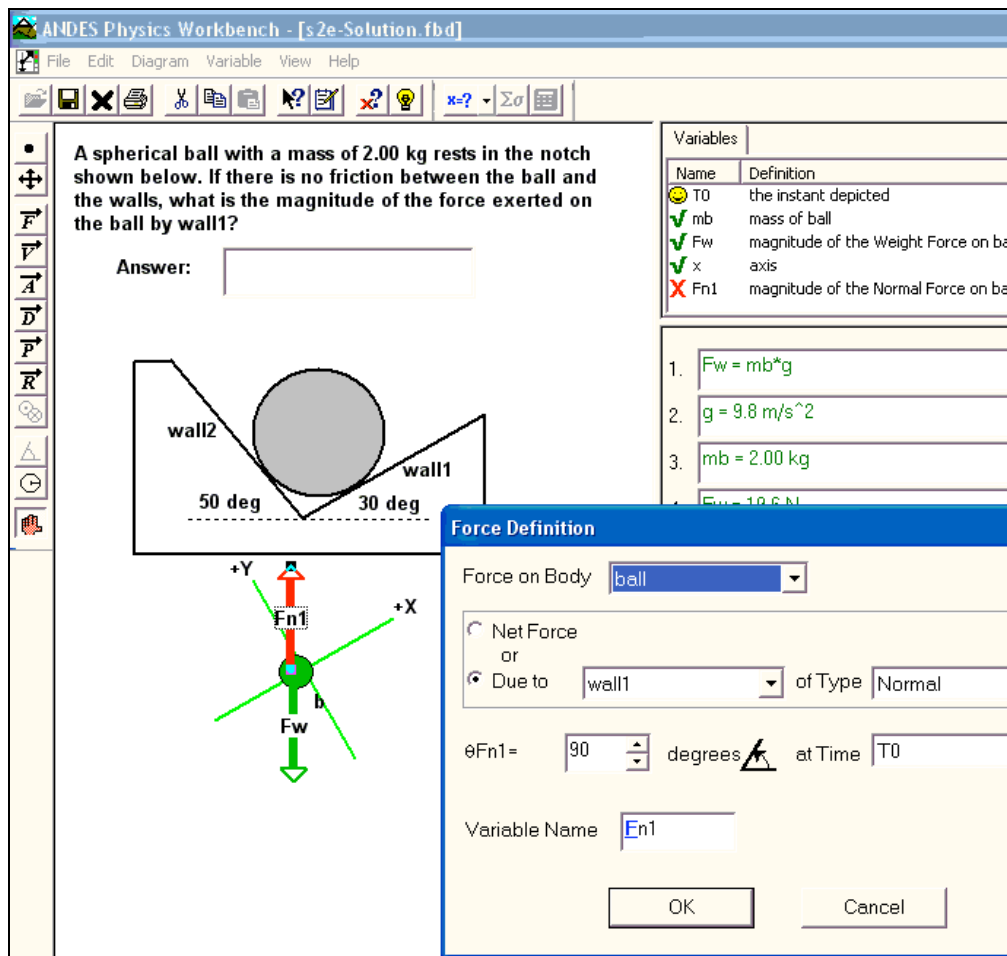 ANDES Physics Workbench - [s2e-Solution.fbd]
File Edit Diagram Variable View Help
x=? Σσ
A spherical ball with a mass of 2.00 kg rests in the notch
shown below. If there is no friction between the ball and
the walls, what is the magnitude of the force exerted on
the ball by wall1?
Answer:
F
V
A
D
P
R
wall2
wall1
50 deg
30 deg
+Y
+X
Fn1
b
Fw
Variables
Name Definition
T0 the instant depicted
mb mass of ball
Fw magnitude of the Weight Force on ba
x axis
Fn1 magnitude of the Normal Force on ba
1. Fw = mb*g
2. g = 9.8 m/s^2
3. mb = 2.00 kg
Fw = 19.6 N
Force Definition
Force on Body ball
Net Force
or
Due to wall1 of Type Normal
θFn1= 90 degrees at Time T0
Variable Name Fn1
OK Cancel